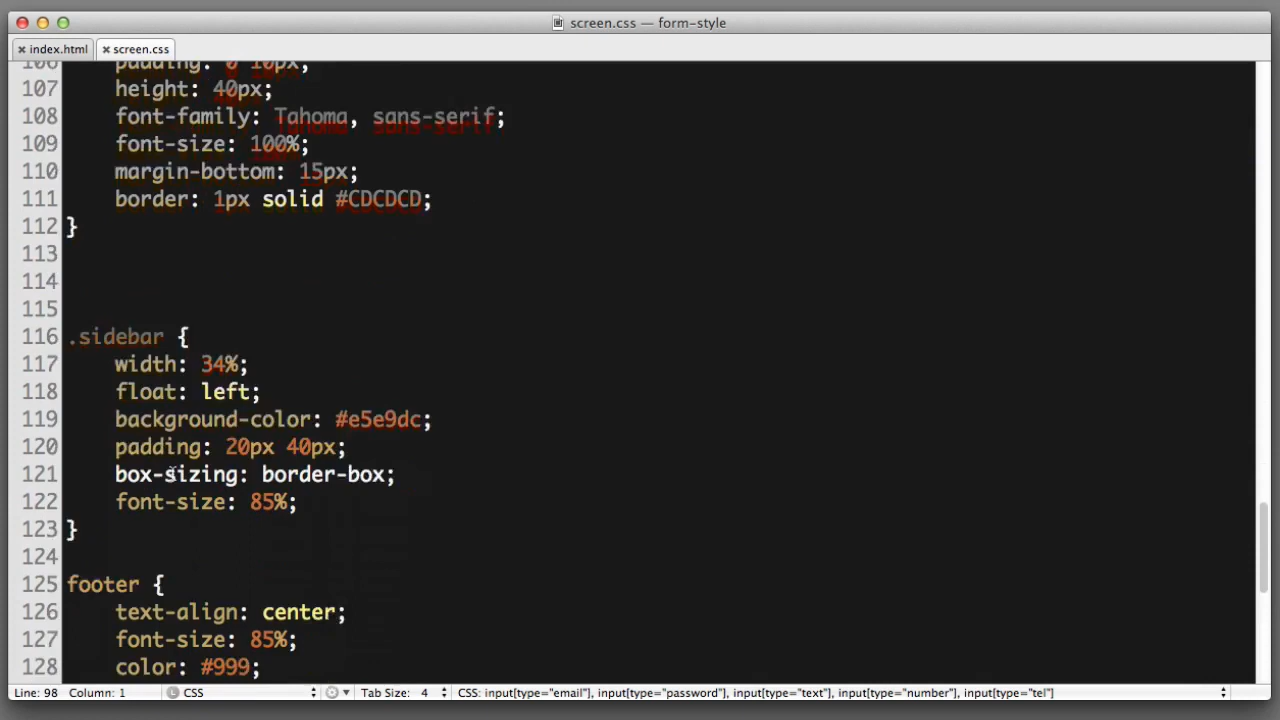 screen.css — form-style
index.html
screen.css
106 padding: 0 10px;
107 height: 40px;
108 font-family: Tahoma, sans-serif;
109 font-size: 100%;
110 margin-bottom: 15px;
111 border: 1px solid #CDCDCD;
112 }
113
114
115
116 .sidebar {
117 width: 34%;
118 float: left;
119 background-color: #e5e9dc;
120 padding: 20px 40px;
121 box-sizing: border-box;
122 font-size: 85%;
123 }
124
125 footer {
126 text-align: center;
127 font-size: 85%;
128 color: #999;
Line: 98 Column: 1 L CSS Tab Size: 4 CSS: input[type="email"], input[type="password"], input[type="text"], input[type="number"], input[type="tel"]